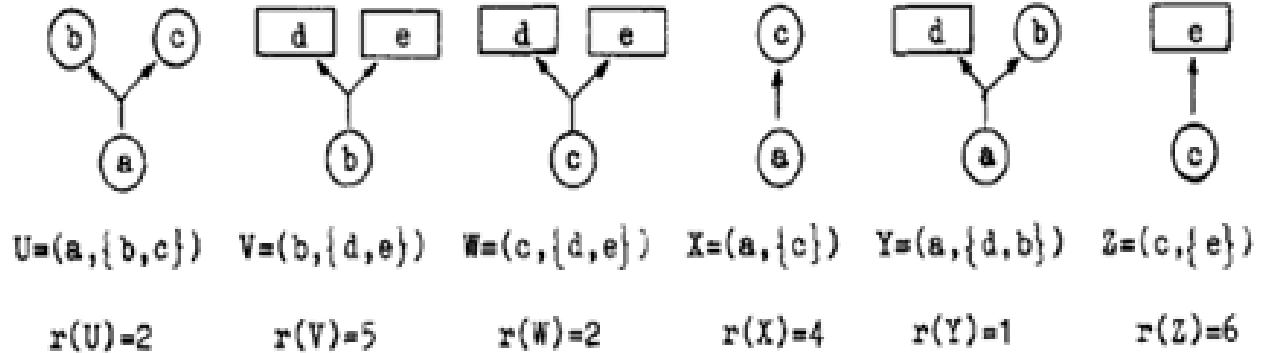 b c d e d e c d b e
a b c a a c
U=(a,{b,c}) V=(b,{d,e}) W=(c,{d,e}) X=(a,{c}) Y=(a,{d,b}) Z=(c,{e})
r(U)=2 r(V)=5 r(W)=2 r(X)=4 r(Y)=1 r(Z)=6